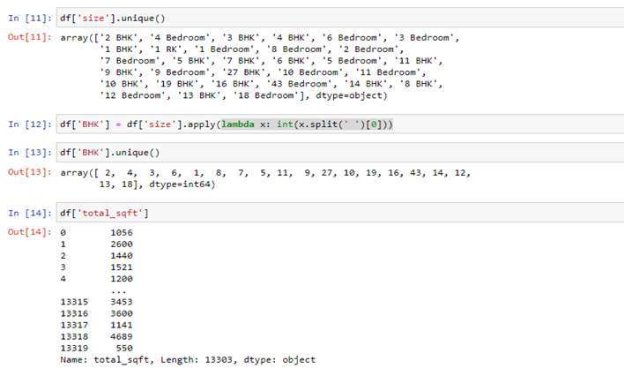 In [11]: df['size'].unique()
Out[11]: array(['2 BHK', '4 Bedroom', '3 BHK', '4 BHK', '6 Bedroom', '3 Bedroom',
'1 BHK', '1 RK', '1 Bedroom', '8 Bedroom', '2 Bedroom',
'7 Bedroom', '5 BHK', '7 BHK', '6 BHK', '5 Bedroom', '11 BHK',
'9 BHK', '9 Bedroom', '27 BHK', '10 Bedroom', '11 Bedroom',
'10 BHK', '19 BHK', '16 BHK', '43 Bedroom', '14 BHK', '8 BHK',
'12 Bedroom', '13 BHK', '18 Bedroom'], dtype=object)
In [12]: df['BHK'] = df['size'].apply(lambda x: int(x.split(' ')[0]))
In [13]: df['BHK'].unique()
Out[13]: array([ 2, 4, 3, 6, 1, 8, 7, 5, 11, 9, 27, 10, 19, 16, 43, 14, 12,
13, 18], dtype=int64)
In [14]: df['total_sqft']
Out[14]: 0 1056
1 2600
2 1440
3 1521
4 1200
...
13315 3453
13316 3600
13317 1141
13318 4689
13319 550
Name: total_sqft, Length: 13303, dtype: object